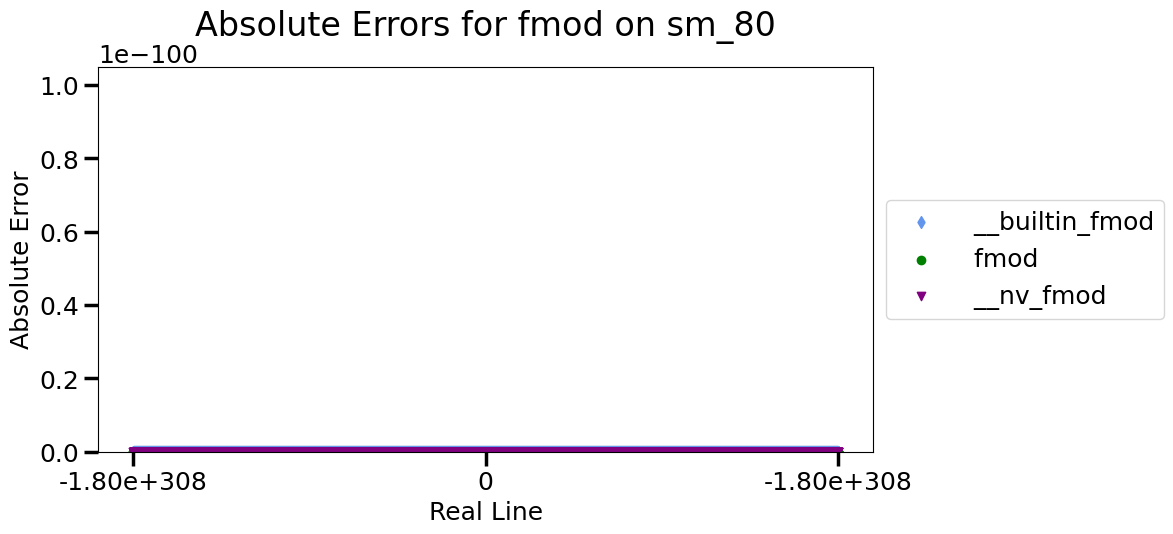 Absolute Errors for fmod on sm_80
1e−100
1.0
0.8
0.6
0.4
0.2
0.0
Absolute Error
-1.80e+308
0
-1.80e+308
Real Line
__builtin_fmod
fmod
__nv_fmod